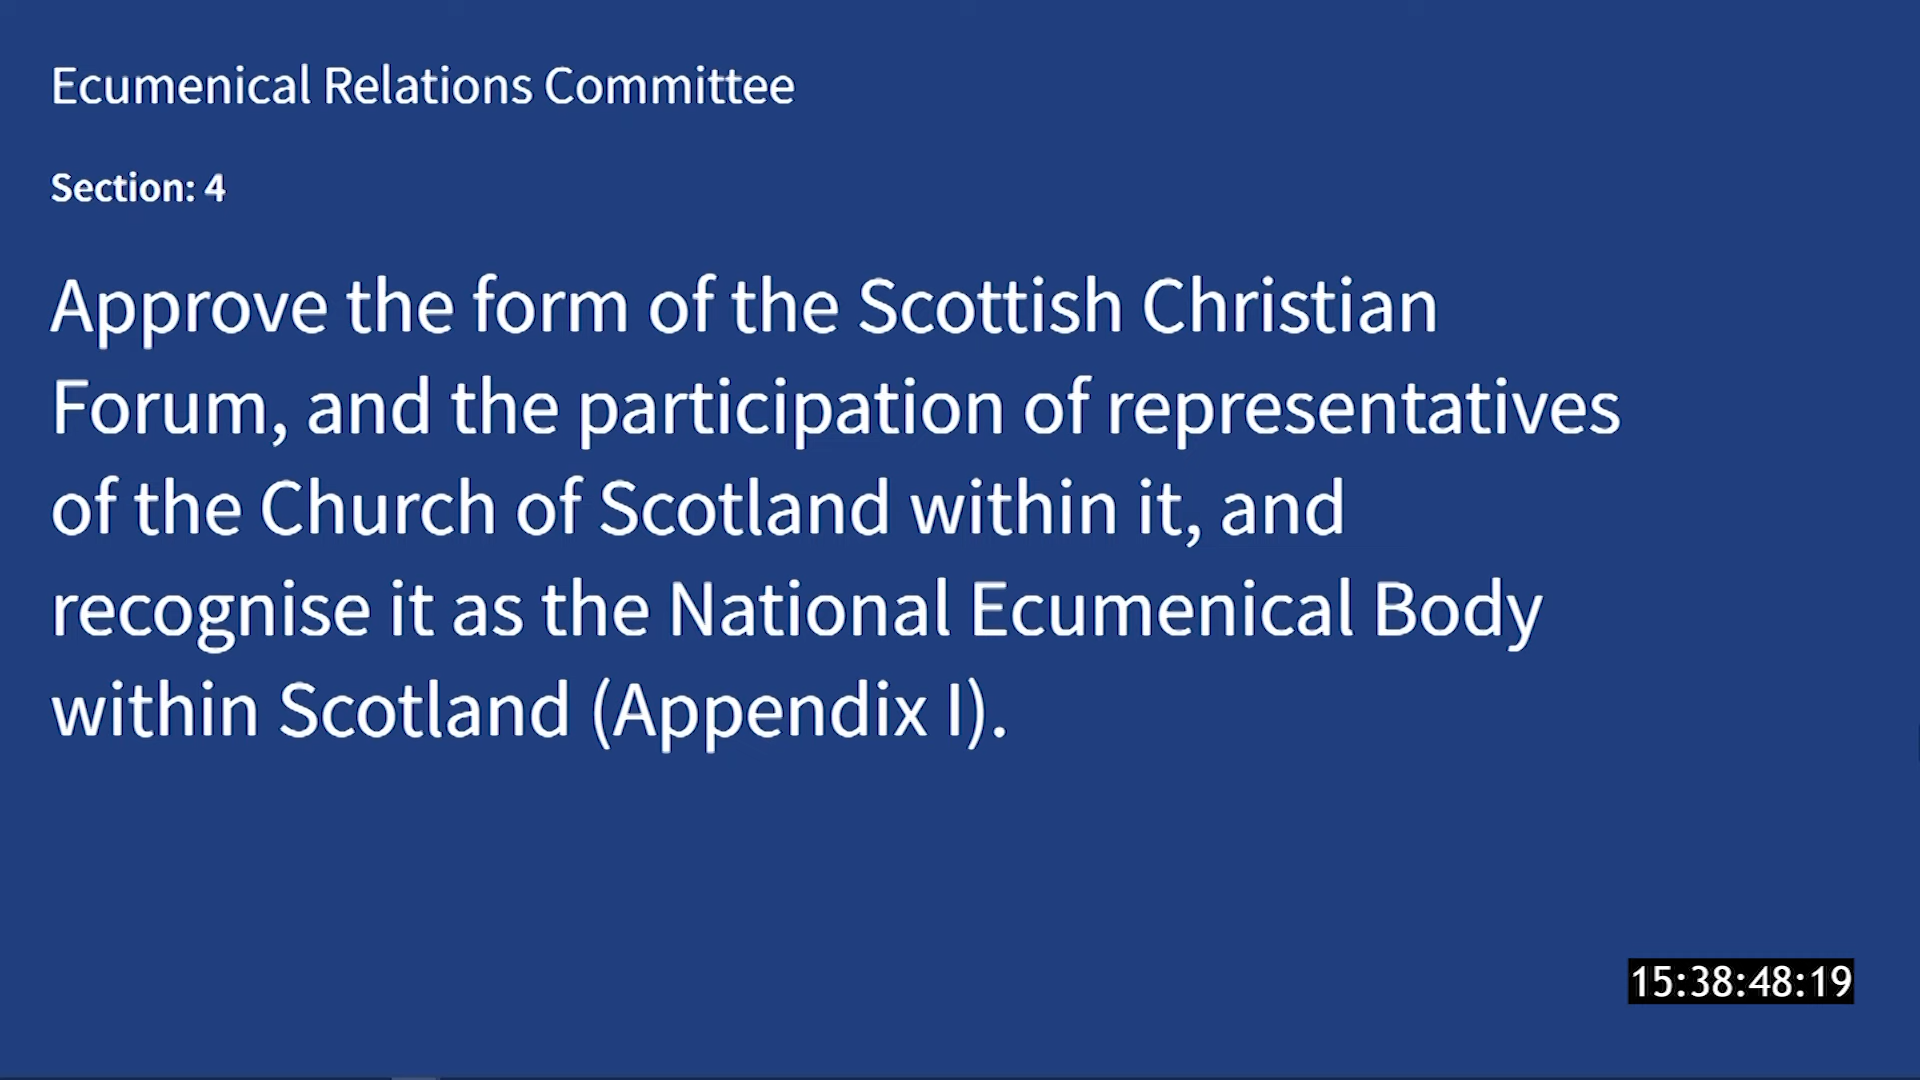 Ecumenical Relations Committee
Section: 4
Approve the form of the Scottish Christian
Forum, and the participation of representatives
of the Church of Scotland within it, and
recognise it as the National Ecumenical Body
within Scotland (Appendix I).
15:38:48:19